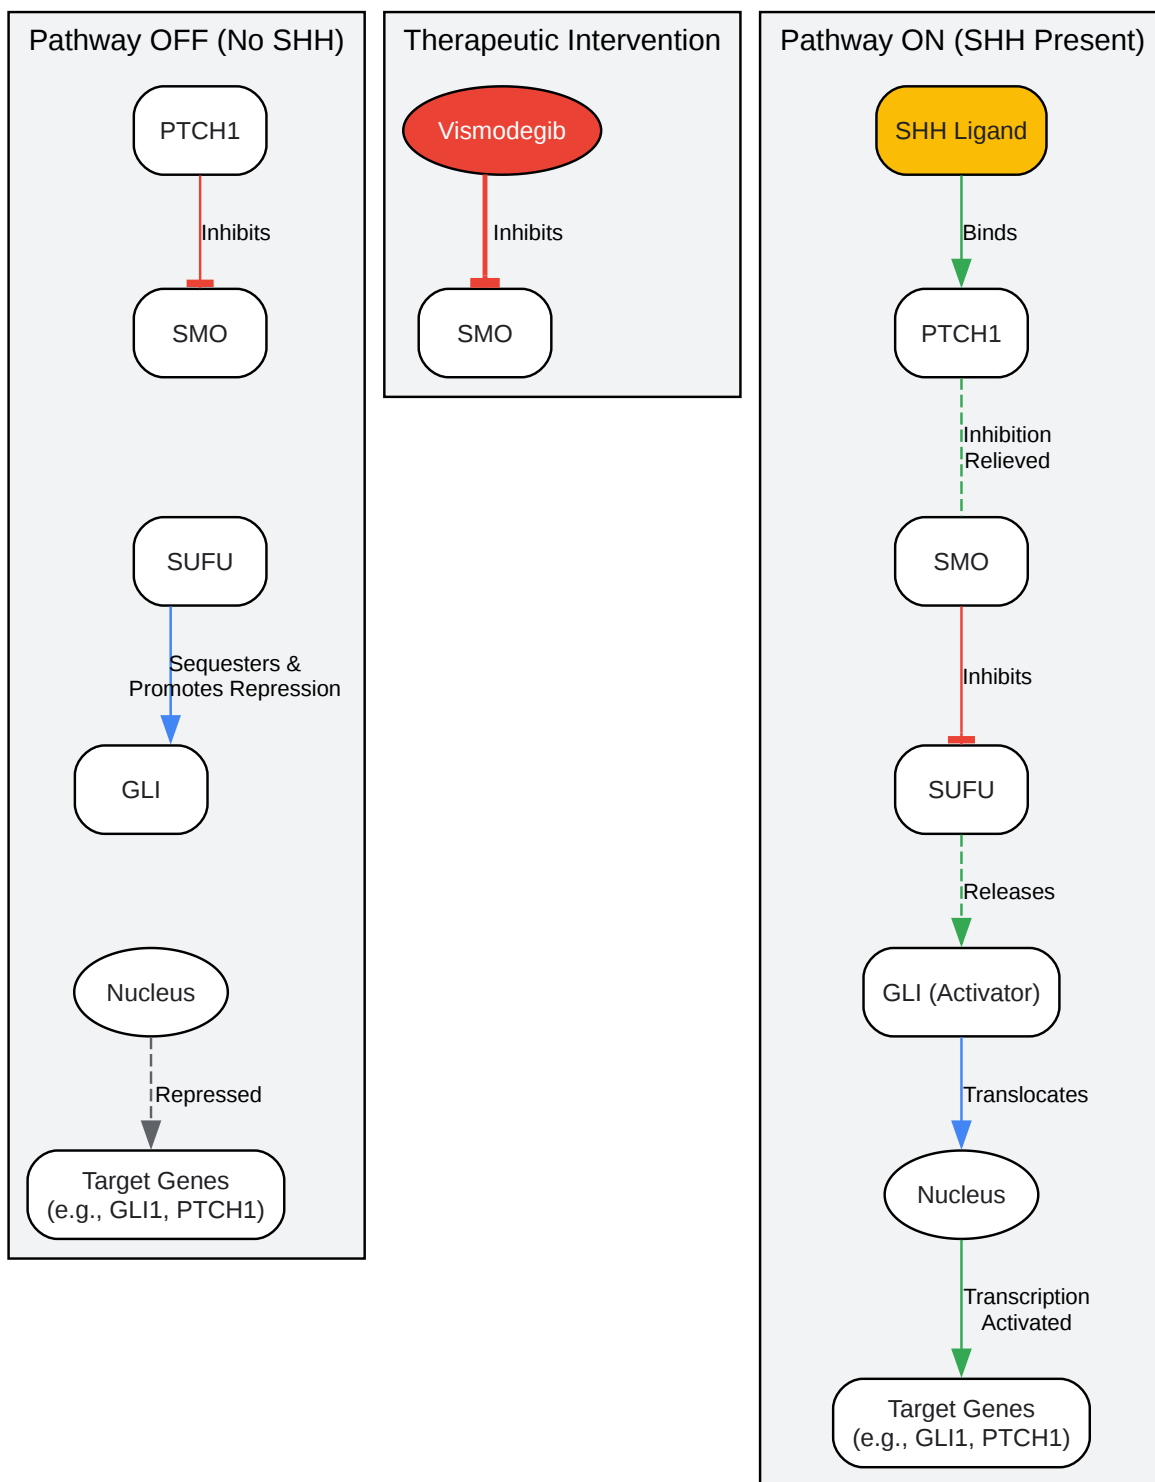 Pathway OFF (No SHH)
PTCH1
Inhibits
SMO
SUFU
Sequesters &
Promotes Repression
GLI
Nucleus
Repressed
Target Genes
(e.g., GLI1, PTCH1)
Therapeutic Intervention
Vismodegib
Inhibits
SMO
Pathway ON (SHH Present)
SHH Ligand
Binds
PTCH1
Inhibition
Relieved
SMO
Inhibits
SUFU
Releases
GLI (Activator)
Translocates
Nucleus
Transcription
Activated
Target Genes
(e.g., GLI1, PTCH1)